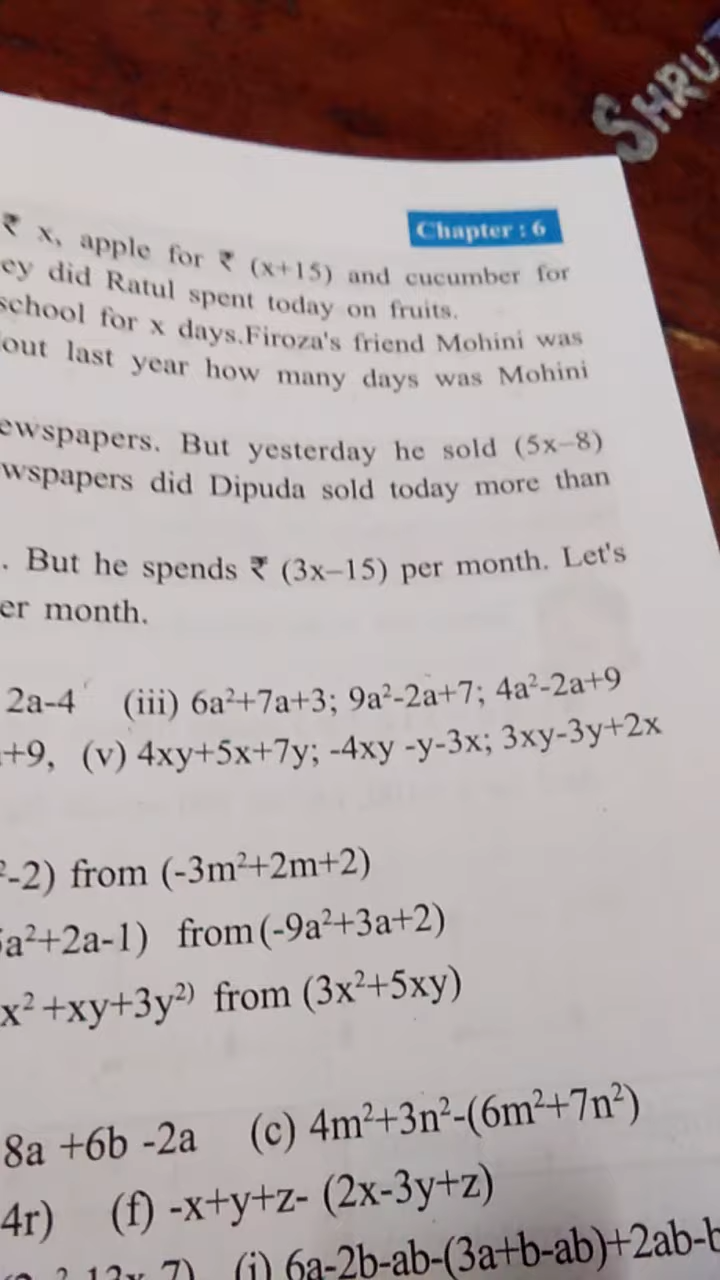 SHRU
Chapter : 6
₹ x, apple for ₹ (x+15) and cucumber for
ey did Ratul spent today on fruits.
school for x days.Firoza's friend Mohini was
out last year how many days was Mohini
ewspapers. But yesterday he sold (5x-8)
wspapers did Dipuda sold today more than
. But he spends ₹ (3x-15) per month. Let's
er month.
2a-4 (iii) 6a²+7a+3; 9a²-2a+7; 4a²-2a+9
+9, (v) 4xy+5x+7y; -4xy -y-3x; 3xy-3y+2x
²-2) from (-3m²+2m+2)
a²+2a-1) from (-9a²+3a+2)
x² +xy+3y²⁾ from (3x²+5xy)
8a +6b -2a (c) 4m²+3n²-(6m²+7n²)
4r) (f) -x+y+z- (2x-3y+z)
(i) 6a-2b-ab-(3a+b-ab)+2ab-b